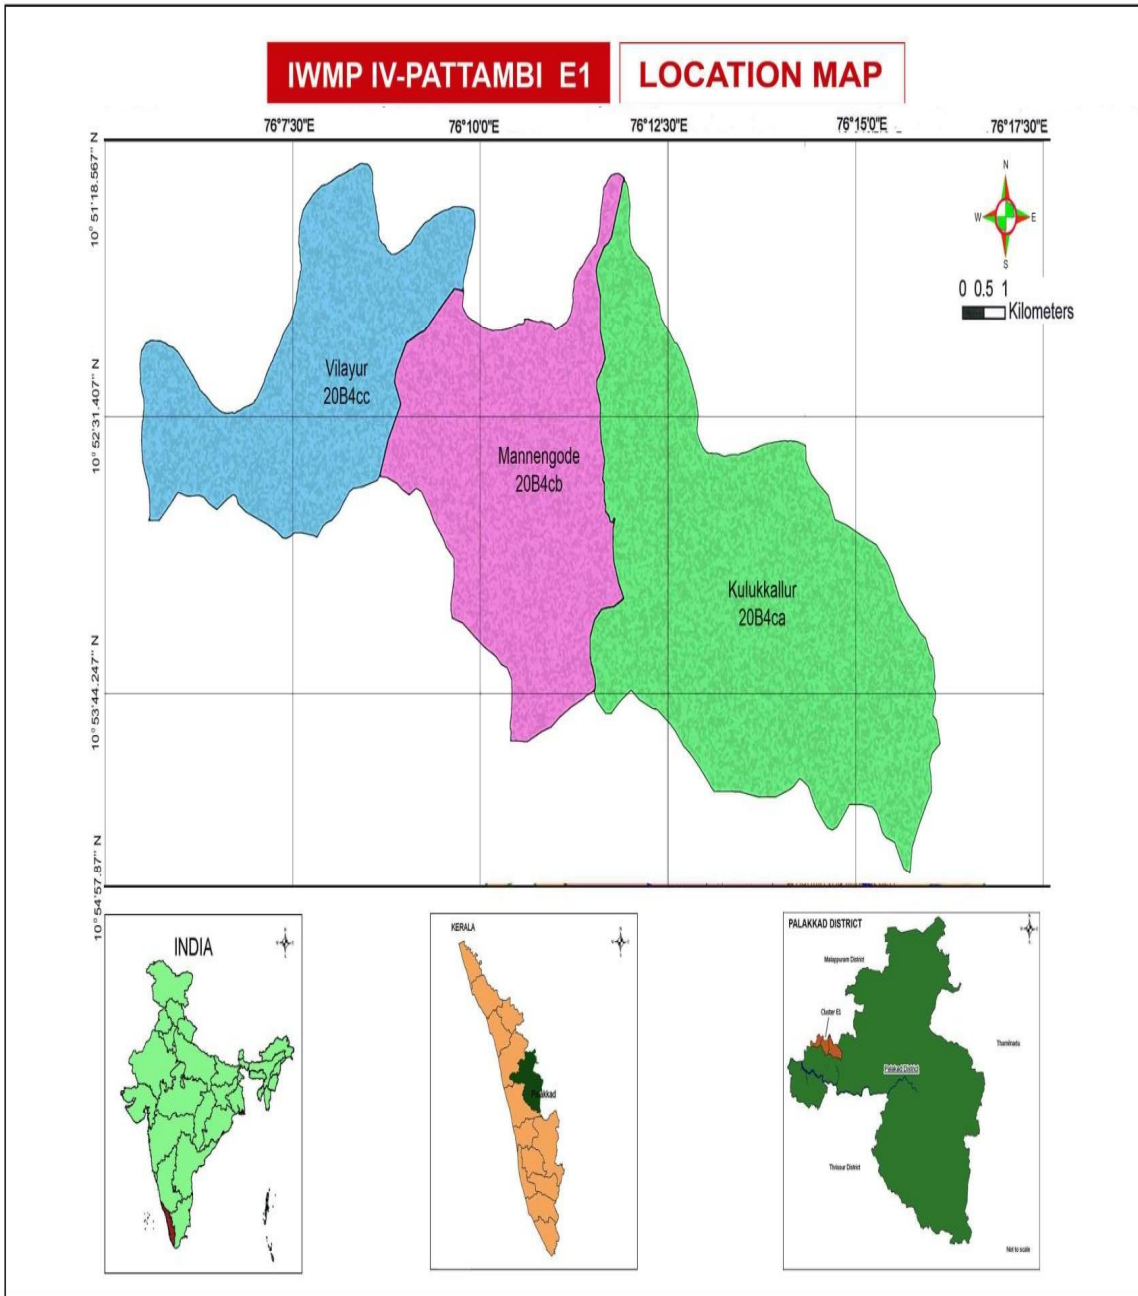 IWMP IV-PATTAMBI E1
LOCATION MAP
76°7'30"E
76°10'0"E
76°12'30"E
76°15'0"E
76°17'30"E
10° 51'18.567'' N
10° 52'31.407'' N
10° 53'44.247'' N
10° 54'57.87'' N
N
W
E
S
0 0.5 1
Kilometers
Vilayur
20B4cc
Mannengode
20B4cb
Kulukkallur
20B4ca
INDIA
KERALA
Palakkad
PALAKKAD DISTRICT
Malappuram District
Cluster E1
Thamilnadu
Palakad District
Thrissur District
Not to scale